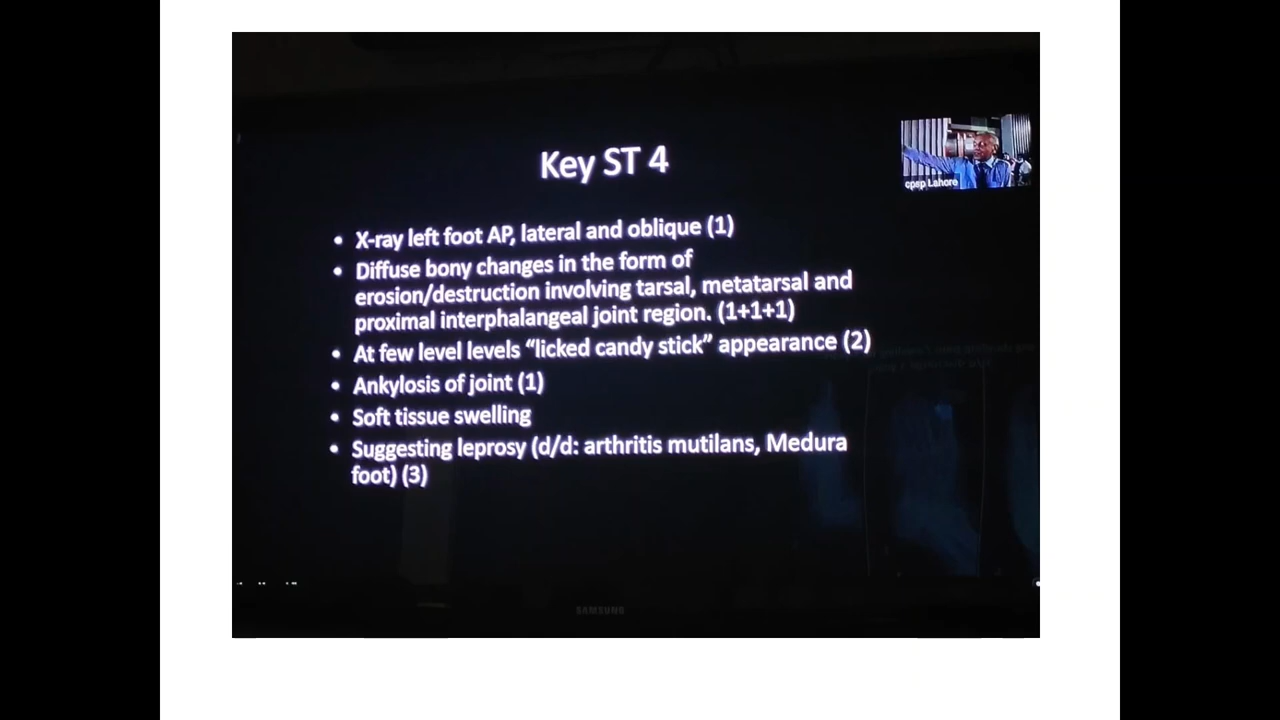 Key ST 4
cpsp Lahore
• X-ray left foot AP, lateral and oblique (1)
• Diffuse bony changes in the form of
erosion/destruction involving tarsal, metatarsal and
proximal interphalangeal joint region. (1+1+1)
• At few level levels “licked candy stick” appearance (2)
• Ankylosis of joint (1)
• Soft tissue swelling
• Suggesting leprosy (d/d: arthritis mutilans, Medura
foot) (3)
SAMSUNG